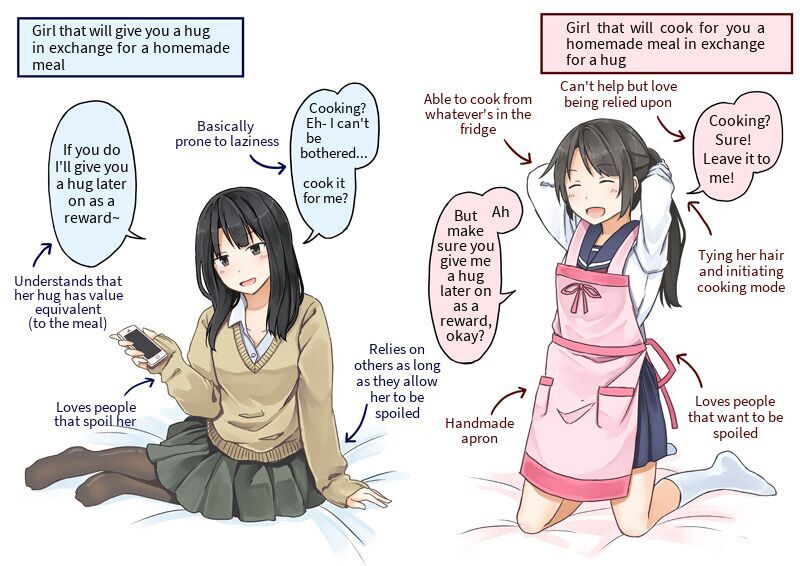 Girl that will give you a hug
in exchange for a homemade
meal
If you do
I'll give you
a hug later
on as a
reward~
Basically
prone to laziness
Cooking?
Eh- I can't
be
bothered...
cook it
for me?
Understands that
her hug has value
equivalent
(to the meal)
Loves people
that spoil her
Relies on
others as long
as they allow
her to be
spoiled
Girl that will cook for you a
homemade meal in exchange
for a hug
Able to cook from
whatever's in the
fridge
Can't help but love
being relied upon
Cooking?
Sure!
Leave it to
me!
Ah
But
make
sure you
give me
a hug
later on
as a
reward,
okay?
Tying her hair
and initiating
cooking mode
Handmade
apron
Loves people
that want to be
spoiled